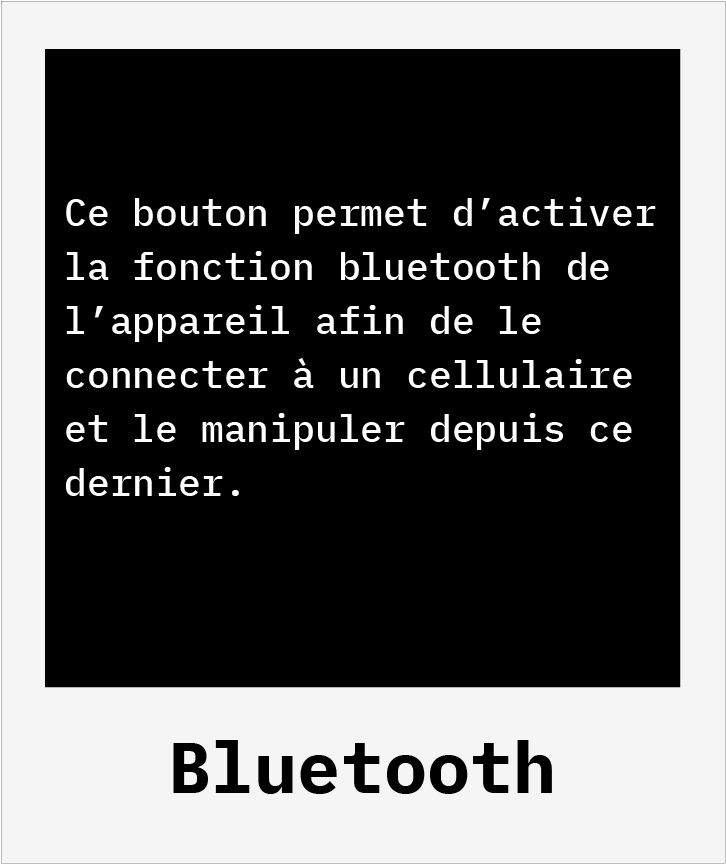 Ce bouton permet d’activer
la fonction bluetooth de
l’appareil afin de le
connecter à un cellulaire
et le manipuler depuis ce
dernier.
Bluetooth